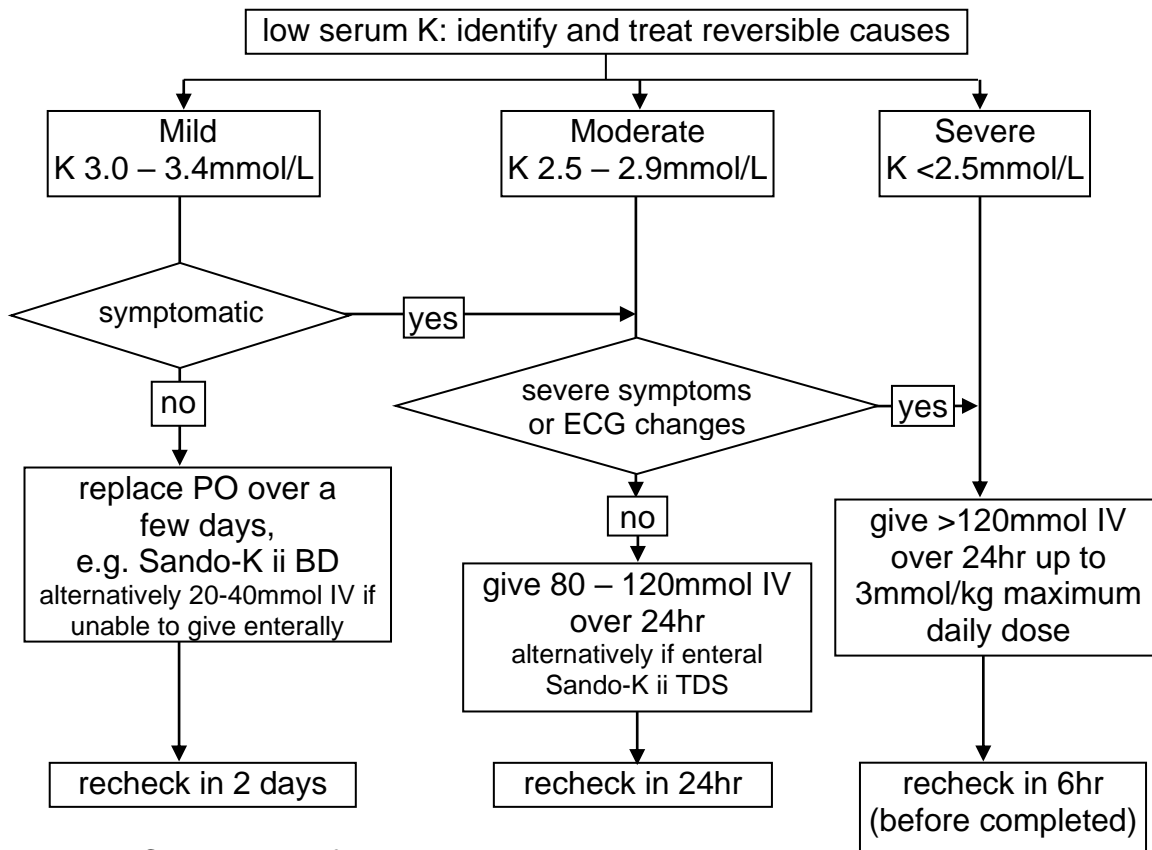 low serum K: identify and treat reversible causes
Mild
K 3.0 – 3.4mmol/L
Moderate
K 2.5 – 2.9mmol/L
Severe
K <2.5mmol/L
symptomatic
yes
no
severe symptoms
or ECG changes
yes
no
replace PO over a
few days,
e.g. Sando-K ii BD
alternatively 20-40mmol IV if
unable to give enterally
give 80 – 120mmol IV
over 24hr
alternatively if enteral
Sando-K ii TDS
give >120mmol IV
over 24hr up to
3mmol/kg maximum
daily dose
recheck in 2 days
recheck in 24hr
recheck in 6hr
(before completed)